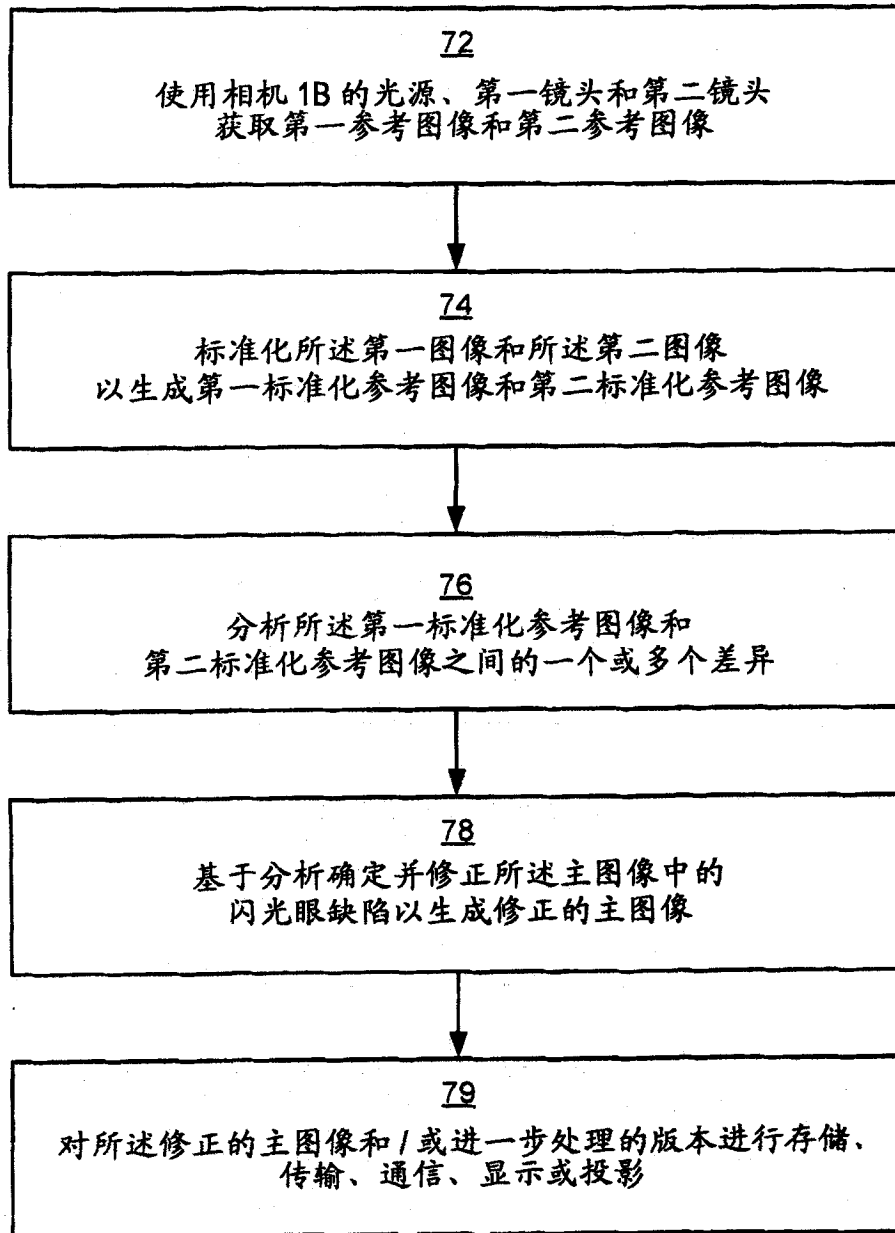 72
使用相机 1B 的光源、第一镜头和第二镜头
获取第一参考图像和第二参考图像
74
标准化所述第一图像和所述第二图像
以生成第一标准化参考图像和第二标准化参考图像
76
分析所述第一标准化参考图像和
第二标准化参考图像之间的一个或多个差异
78
基于分析确定并修正所述主图像中的
闪光眼缺陷以生成修正的主图像
79
对所述修正的主图像和 / 或进一步处理的版本进行存储、
传输、通信、显示或投影